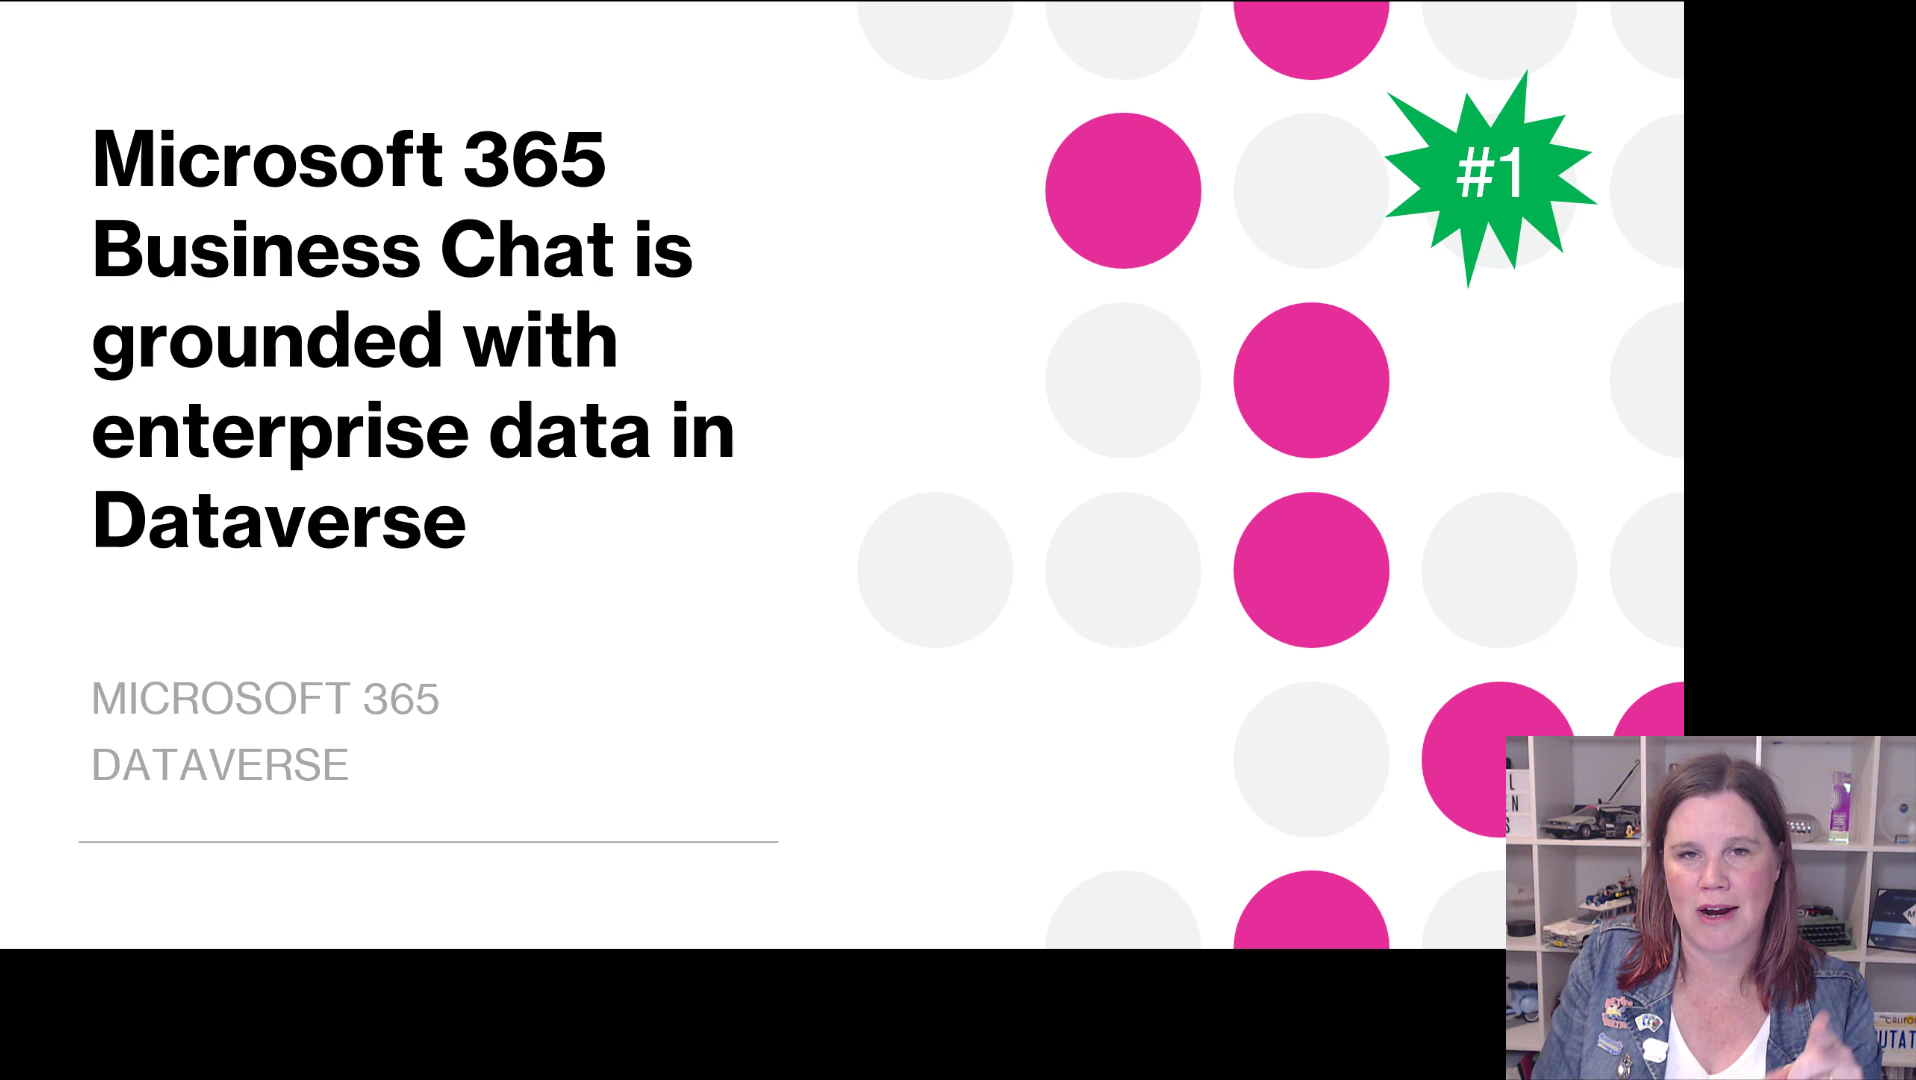 Microsoft 365
Business Chat is
grounded with
enterprise data in
Dataverse
#1
MICROSOFT 365
DATAVERSE
L
N
S